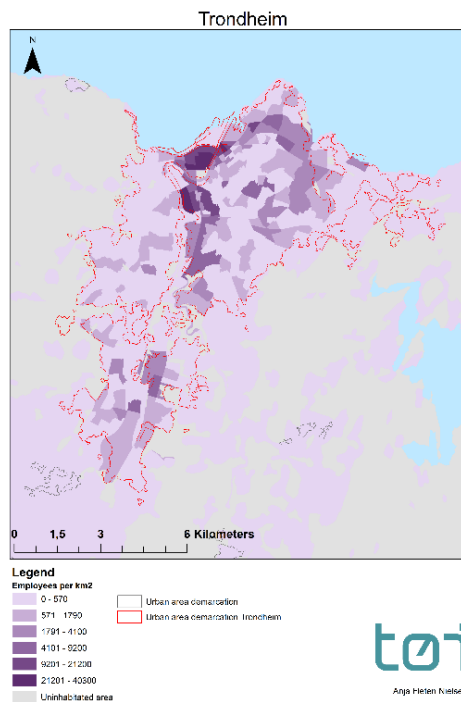 Trondheim
N
0 1,5 3 6 Kilometers
Legend
Employees per km2
0 - 570
571 - 1790
1791 - 4100
4101 - 9200
9201 - 21200
21201 - 40300
Uninhabitated area
Urban area demarcation
Urban area demarcation Trondheim
tøi
Anja Fleten Nielse